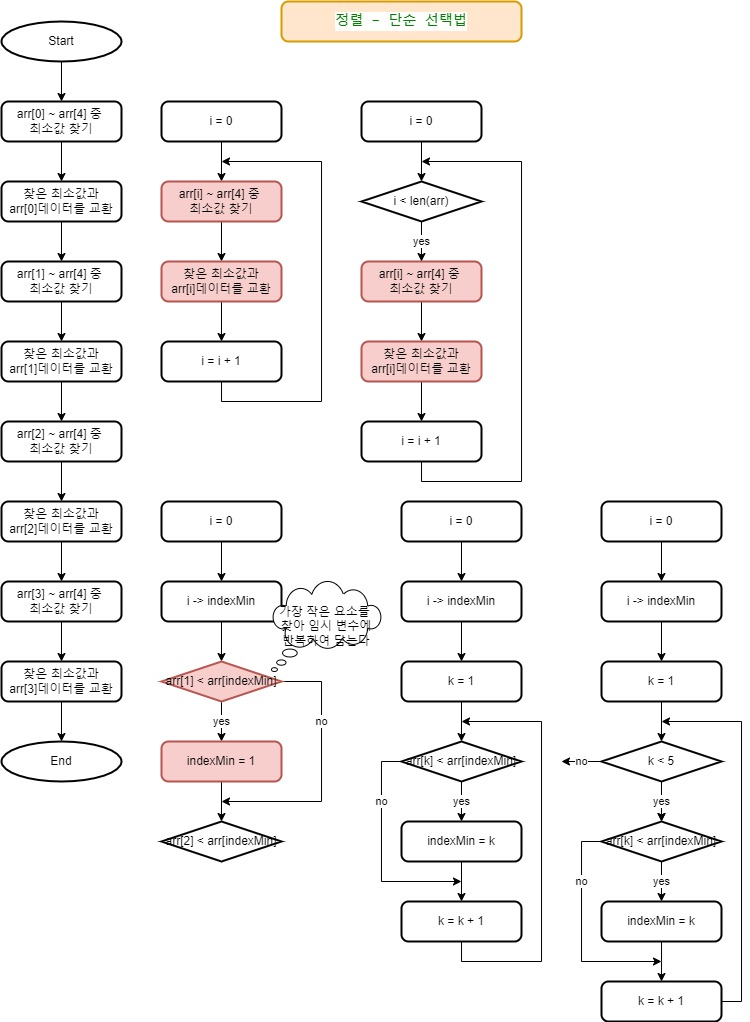 정렬 - 단순 선택법
Start
arr[0] ~ arr[4] 중
최소값 찾기
찾은 최소값과
arr[0]데이터를 교환
arr[1] ~ arr[4] 중
최소값 찾기
찾은 최소값과
arr[1]데이터를 교환
arr[2] ~ arr[4] 중
최소값 찾기
찾은 최소값과
arr[2]데이터를 교환
arr[3] ~ arr[4] 중
최소값 찾기
찾은 최소값과
arr[3]데이터를 교환
End
i = 0
arr[i] ~ arr[4] 중
최소값 찾기
찾은 최소값과
arr[i]데이터를 교환
i = i + 1
i = 0
i < len(arr)
yes
arr[i] ~ arr[4] 중
최소값 찾기
찾은 최소값과
arr[i]데이터를 교환
i = i + 1
i = 0
i -> indexMin
가장 작은 요소를
찾아 임시 변수에
반복하여 담는다
arr[1] < arr[indexMin]
yes
no
indexMin = 1
arr[2] < arr[indexMin]
i = 0
i -> indexMin
k = 1
arr[k] < arr[indexMin]
no
yes
indexMin = k
k = k + 1
i = 0
i -> indexMin
k = 1
k < 5
no
yes
arr[k] < arr[indexMin]
no
yes
indexMin = k
k = k + 1